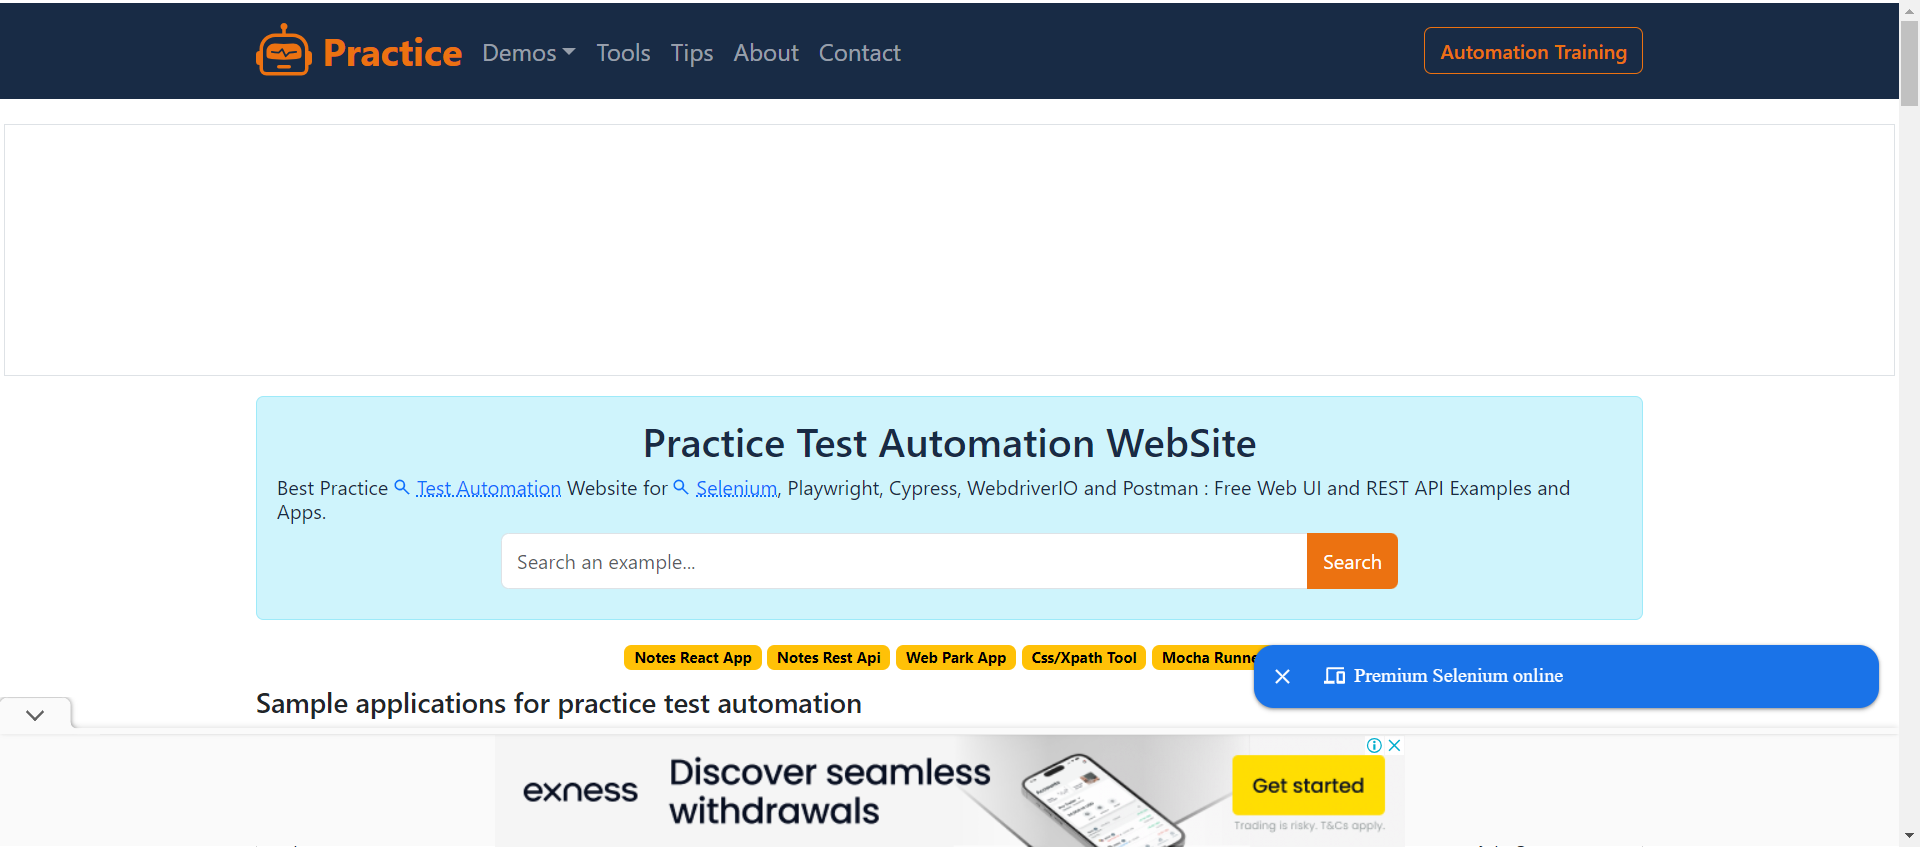 Practice Demos Tools Tips About Contact Automation Training
Practice Test Automation WebSite
Best Practice Test Automation Website for Selenium, Playwright, Cypress, WebdriverIO and Postman : Free Web UI and REST API Examples and
Apps.
Search an example... Search
Notes React App Notes Rest Api Web Park App Css/Xpath Tool Mocha Runne
Premium Selenium online
Sample applications for practice test automation
exness
Discover seamless
withdrawals
Get started
Trading is risky. T&Cs apply.